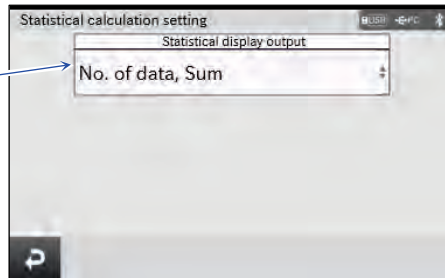 Statistical calculation setting
Statistical display output
No. of data, Sum